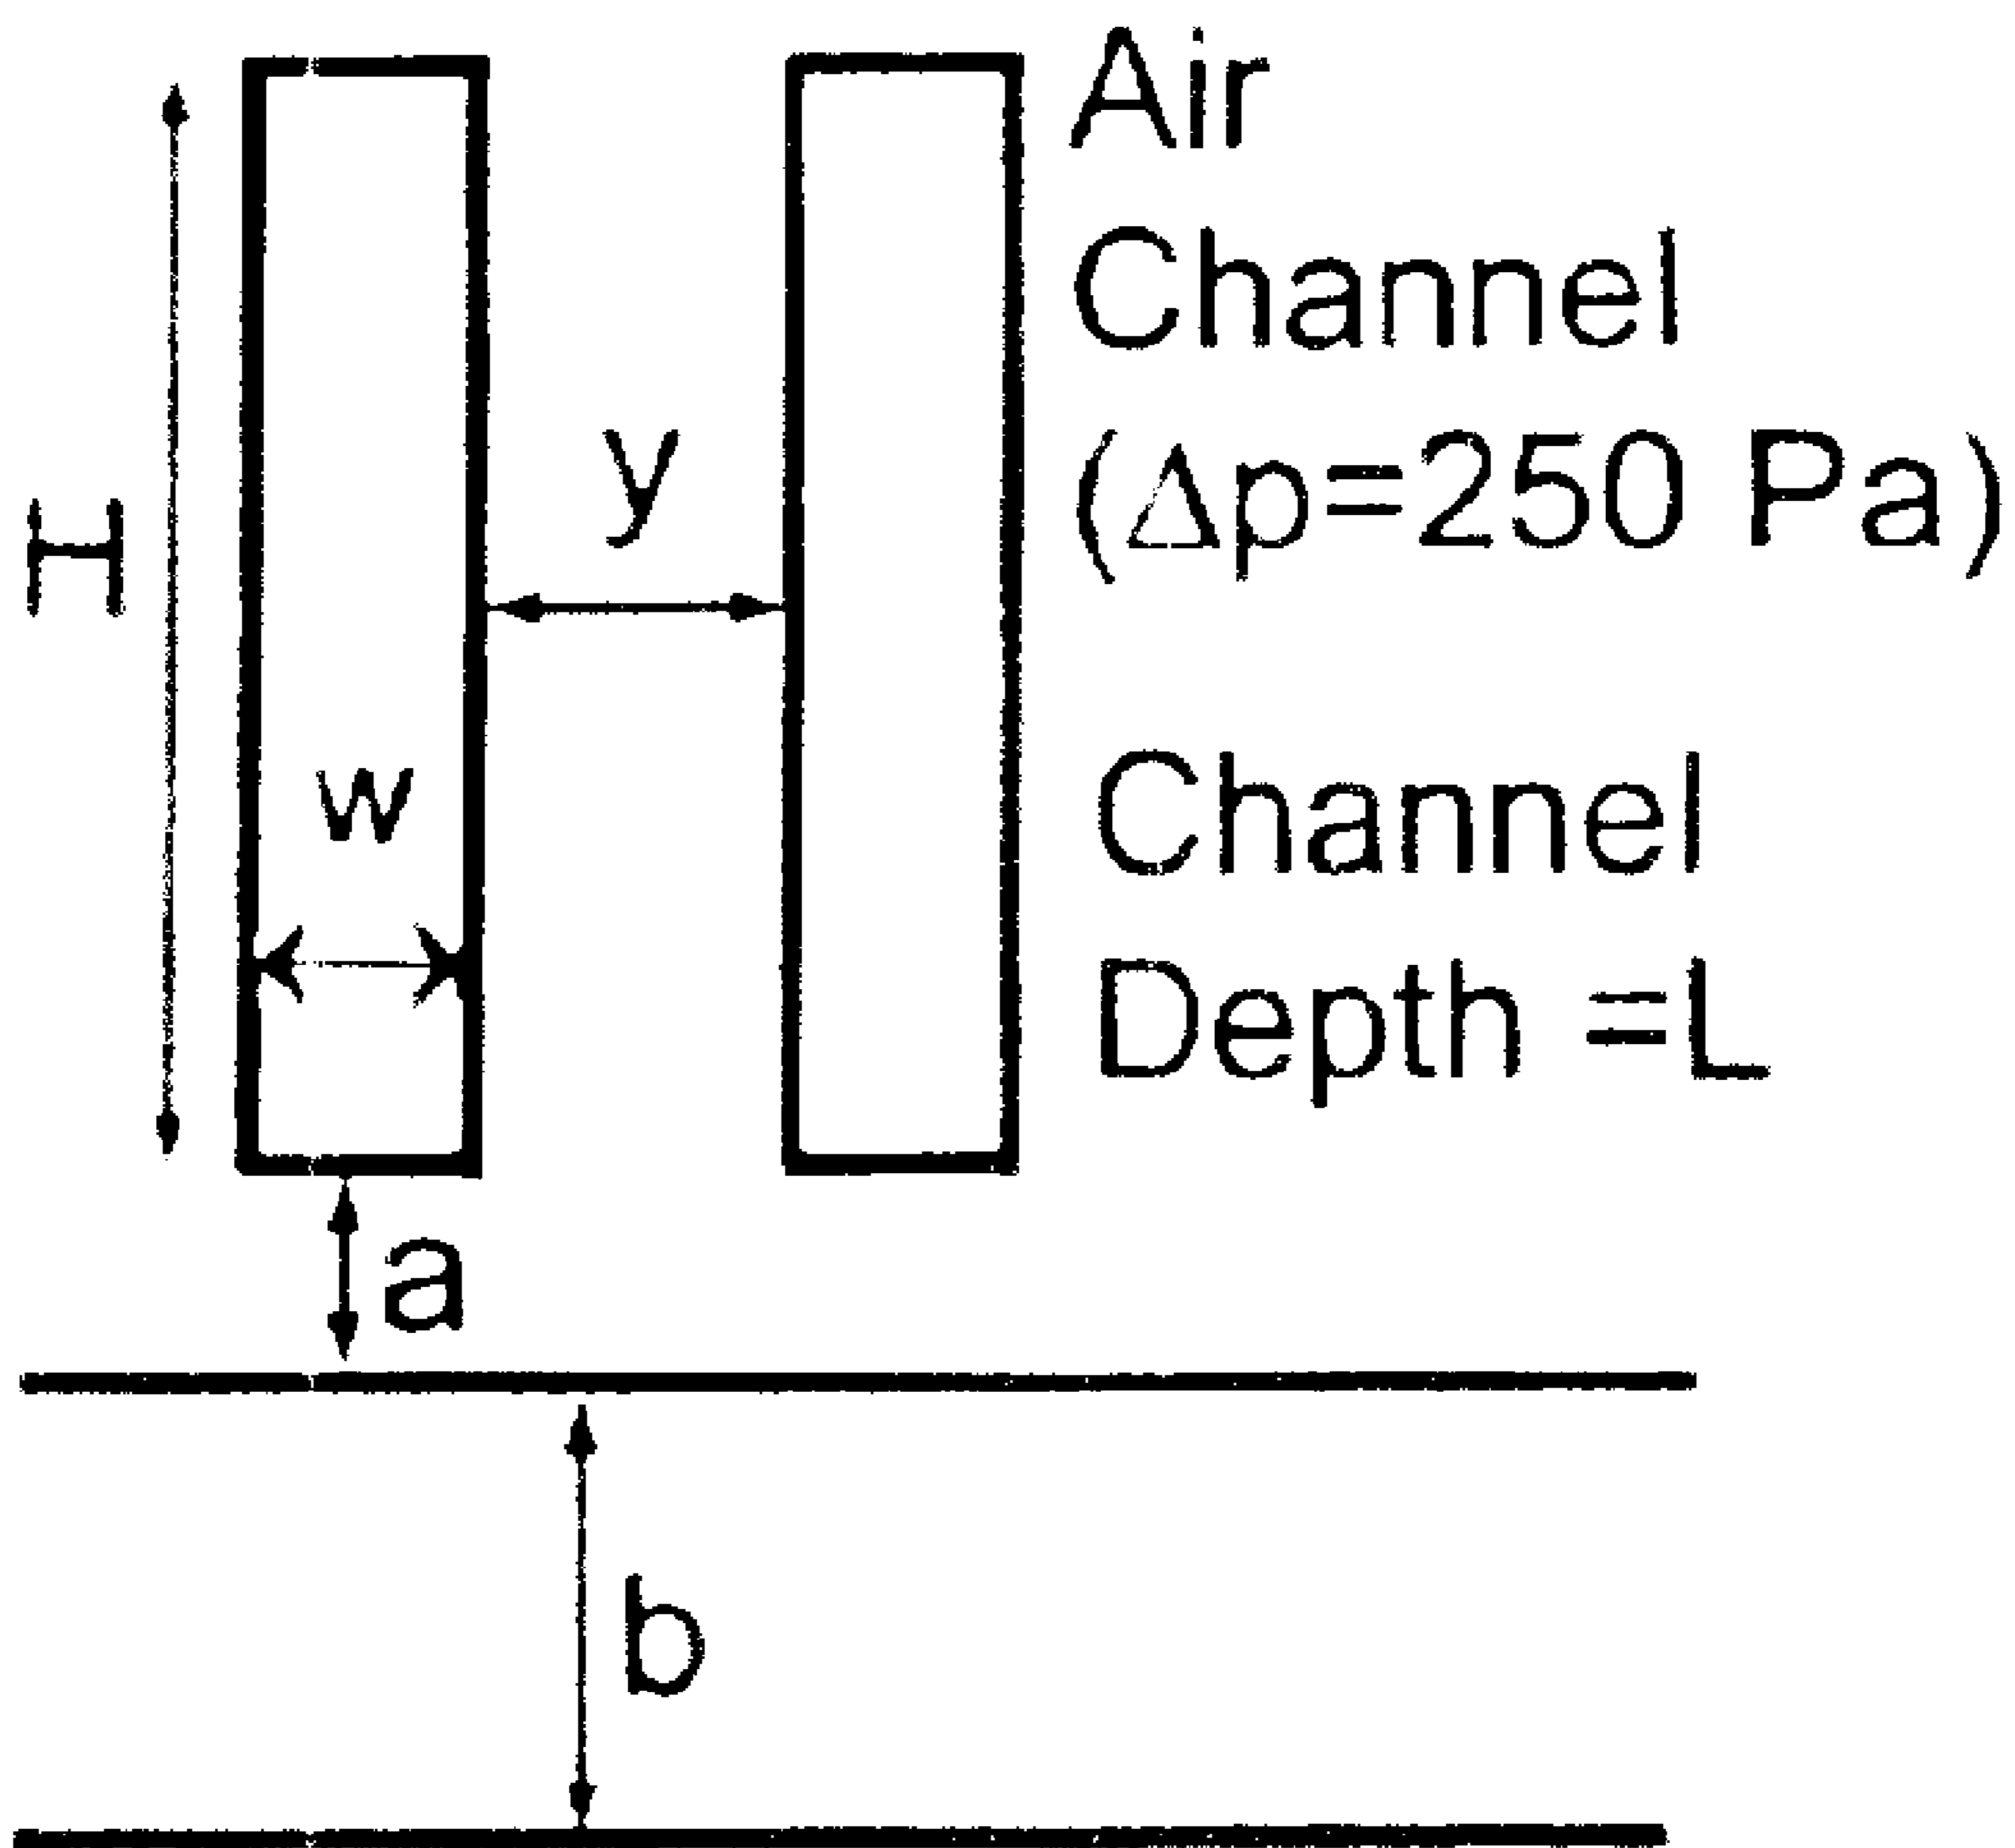 Air
Channel
(Δp=250 Pa)
H
y
w
Channel
Depth =L
a
b